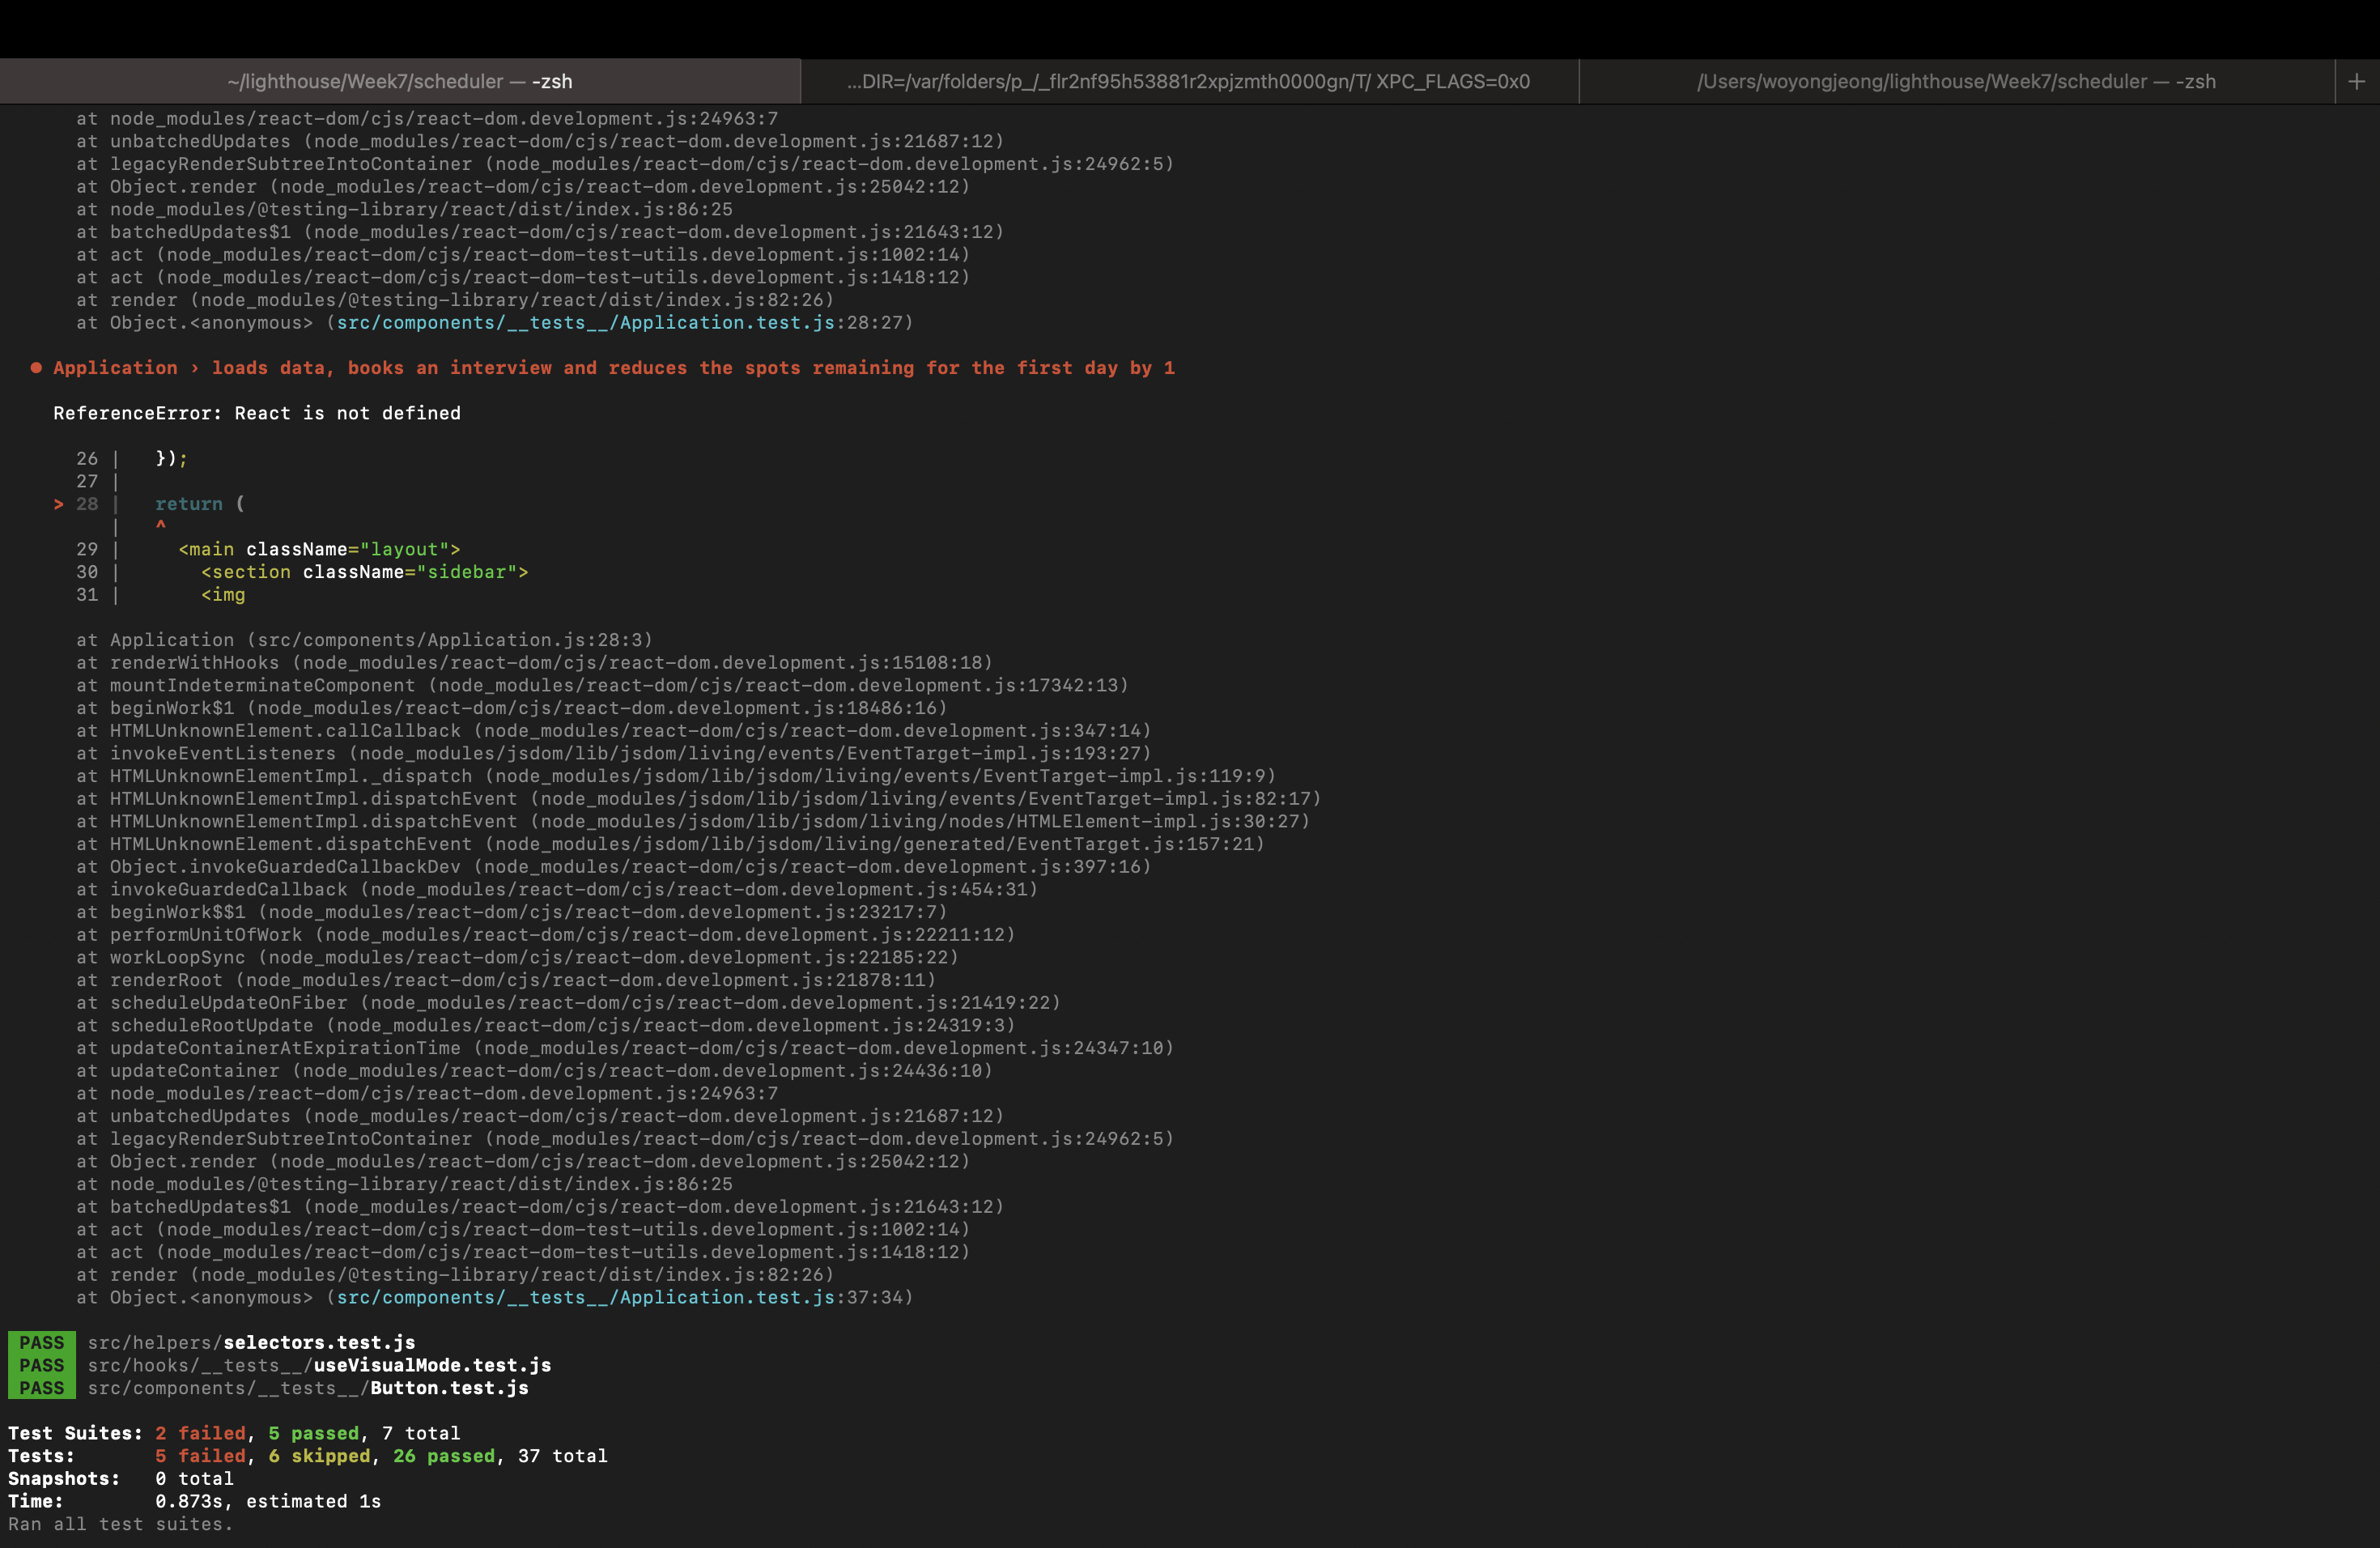 ~/lighthouse/Week7/scheduler — -zsh
...DIR=/var/folders/p_/_flr2nf95h53881r2xpjzmth0000gn/T/ XPC_FLAGS=0x0
/Users/woyongjeong/lighthouse/Week7/scheduler — -zsh
+
at node_modules/react-dom/cjs/react-dom.development.js:24963:7
at unbatchedUpdates (node_modules/react-dom/cjs/react-dom.development.js:21687:12)
at legacyRenderSubtreeIntoContainer (node_modules/react-dom/cjs/react-dom.development.js:24962:5)
at Object.render (node_modules/react-dom/cjs/react-dom.development.js:25042:12)
at node_modules/@testing-library/react/dist/index.js:86:25
at batchedUpdates$1 (node_modules/react-dom/cjs/react-dom.development.js:21643:12)
at act (node_modules/react-dom/cjs/react-dom-test-utils.development.js:1002:14)
at act (node_modules/react-dom/cjs/react-dom-test-utils.development.js:1418:12)
at render (node_modules/@testing-library/react/dist/index.js:82:26)
at Object.<anonymous> (src/components/__tests__/Application.test.js:28:27)
● Application › loads data, books an interview and reduces the spots remaining for the first day by 1
ReferenceError: React is not defined
26 |   });
27 |
> 28 |   return (
|   ^
29 |     <main className="layout">
30 |       <section className="sidebar">
31 |       <img
at Application (src/components/Application.js:28:3)
at renderWithHooks (node_modules/react-dom/cjs/react-dom.development.js:15108:18)
at mountIndeterminateComponent (node_modules/react-dom/cjs/react-dom.development.js:17342:13)
at beginWork$1 (node_modules/react-dom/cjs/react-dom.development.js:18486:16)
at HTMLUnknownElement.callCallback (node_modules/react-dom/cjs/react-dom.development.js:347:14)
at invokeEventListeners (node_modules/jsdom/lib/jsdom/living/events/EventTarget-impl.js:193:27)
at HTMLUnknownElementImpl._dispatch (node_modules/jsdom/lib/jsdom/living/events/EventTarget-impl.js:119:9)
at HTMLUnknownElementImpl.dispatchEvent (node_modules/jsdom/lib/jsdom/living/events/EventTarget-impl.js:82:17)
at HTMLUnknownElementImpl.dispatchEvent (node_modules/jsdom/lib/jsdom/living/nodes/HTMLElement-impl.js:30:27)
at HTMLUnknownElement.dispatchEvent (node_modules/jsdom/lib/jsdom/living/generated/EventTarget.js:157:21)
at Object.invokeGuardedCallbackDev (node_modules/react-dom/cjs/react-dom.development.js:397:16)
at invokeGuardedCallback (node_modules/react-dom/cjs/react-dom.development.js:454:31)
at beginWork$$1 (node_modules/react-dom/cjs/react-dom.development.js:23217:7)
at performUnitOfWork (node_modules/react-dom/cjs/react-dom.development.js:22211:12)
at workLoopSync (node_modules/react-dom/cjs/react-dom.development.js:22185:22)
at renderRoot (node_modules/react-dom/cjs/react-dom.development.js:21878:11)
at scheduleUpdateOnFiber (node_modules/react-dom/cjs/react-dom.development.js:21419:22)
at scheduleRootUpdate (node_modules/react-dom/cjs/react-dom.development.js:24319:3)
at updateContainerAtExpirationTime (node_modules/react-dom/cjs/react-dom.development.js:24347:10)
at updateContainer (node_modules/react-dom/cjs/react-dom.development.js:24436:10)
at node_modules/react-dom/cjs/react-dom.development.js:24963:7
at unbatchedUpdates (node_modules/react-dom/cjs/react-dom.development.js:21687:12)
at legacyRenderSubtreeIntoContainer (node_modules/react-dom/cjs/react-dom.development.js:24962:5)
at Object.render (node_modules/react-dom/cjs/react-dom.development.js:25042:12)
at node_modules/@testing-library/react/dist/index.js:86:25
at batchedUpdates$1 (node_modules/react-dom/cjs/react-dom.development.js:21643:12)
at act (node_modules/react-dom/cjs/react-dom-test-utils.development.js:1002:14)
at act (node_modules/react-dom/cjs/react-dom-test-utils.development.js:1418:12)
at render (node_modules/@testing-library/react/dist/index.js:82:26)
at Object.<anonymous> (src/components/__tests__/Application.test.js:37:34)
PASS src/helpers/selectors.test.js
PASS src/hooks/__tests__/useVisualMode.test.js
PASS src/components/__tests__/Button.test.js
Test Suites: 2 failed, 5 passed, 7 total
Tests: 5 failed, 6 skipped, 26 passed, 37 total
Snapshots: 0 total
Time: 0.873s, estimated 1s
Ran all test suites.